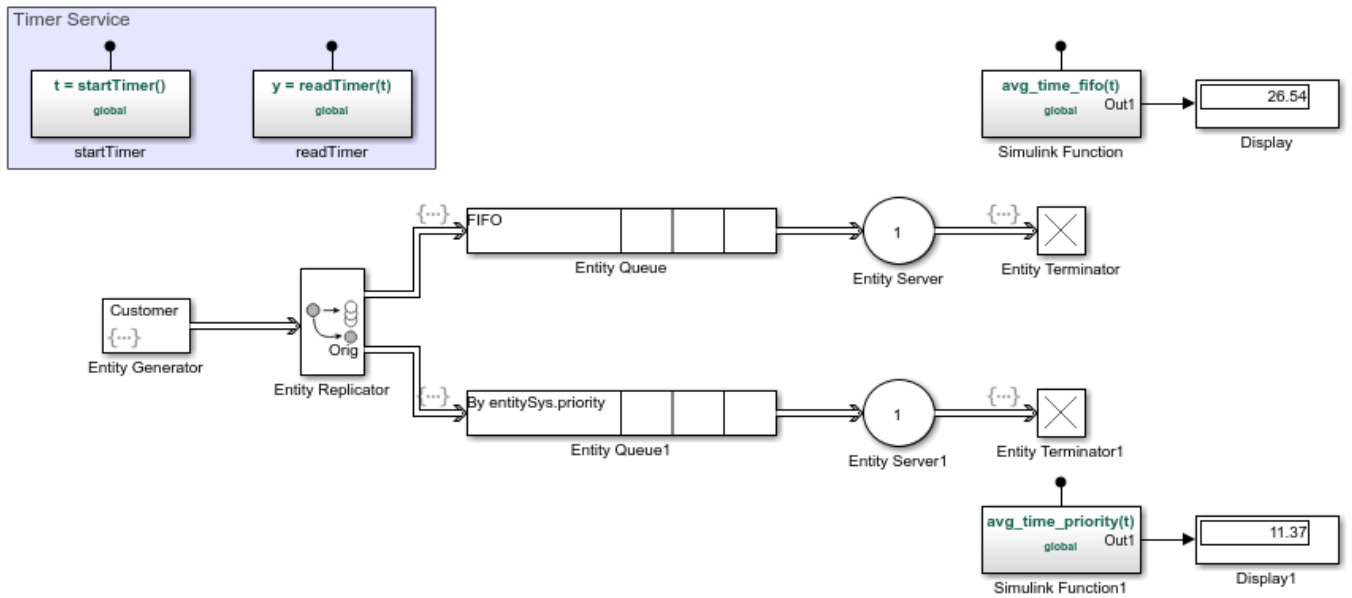 Timer Service
t = startTimer()
global
startTimer
y = readTimer(t)
global
readTimer
avg_time_fifo(t)
global
Out1
Simulink Function
26.54
Display
Customer
{...}
Entity Generator
Orig
Entity Replicator
{...}
FIFO
Entity Queue
1
Entity Server
{...}
Entity Terminator
{...}
By entitySys.priority
Entity Queue1
1
Entity Server1
{...}
Entity Terminator1
avg_time_priority(t)
global
Out1
Simulink Function1
11.37
Display1